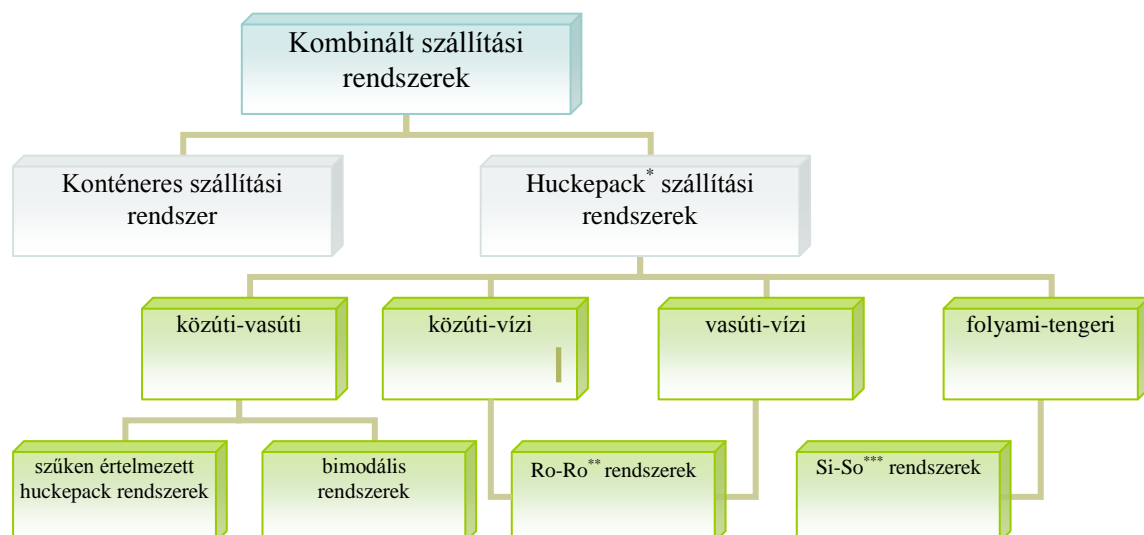 Kombinált szállítási
rendszerek
Konténeres szállítási
rendszer
Huckepack* szállítási
rendszerek
közúti-vasúti
közúti-vízi
vasúti-vízi
folyami-tengeri
szűken értelmezett
huckepack rendszerek
bimodális
rendszerek
Ro-Ro** rendszerek
Si-So*** rendszerek